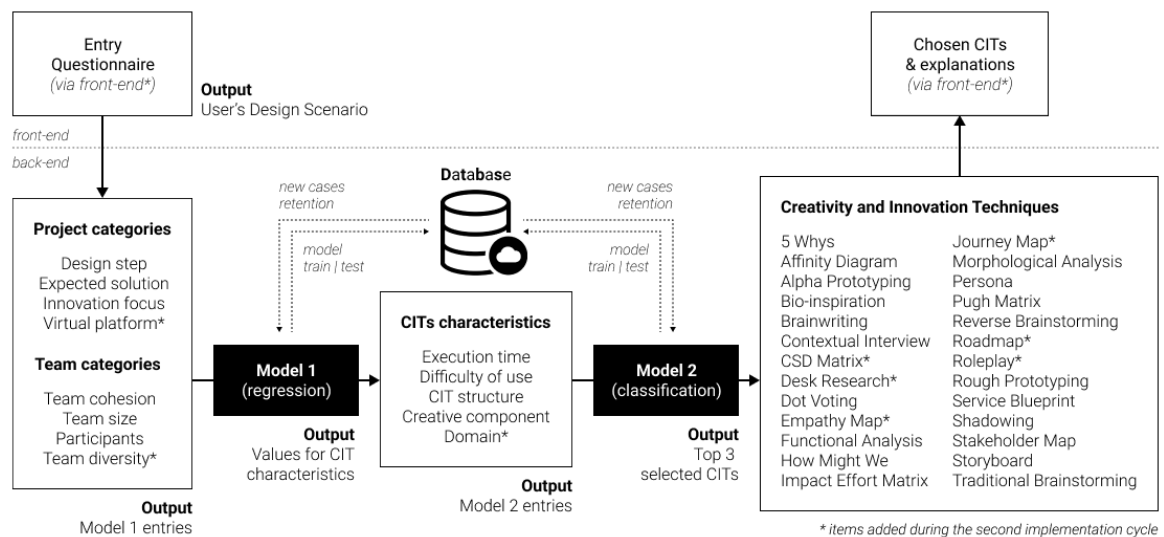 Entry
Questionnaire
(via front-end*)
Output
User's Design Scenario
Chosen CITs
& explanations
(via front-end*)
front-end
back-end
Project categories
Design step
Expected solution
Innovation focus
Virtual platform*
Team categories
Team cohesion
Team size
Participants
Team diversity*
Output
Model 1 entries
new cases
retention
model
train | test
Database
new cases
retention
model
train | test
Model 1
(regression)
Output
Values for CIT
characteristics
CITs characteristics
Execution time
Difficulty of use
CIT structure
Creative component
Domain*
Output
Model 2 entries
Model 2
(classification)
Output
Top 3
selected CITs
Creativity and Innovation Techniques
5 Whys
Affinity Diagram
Alpha Prototyping
Bio-inspiration
Brainwriting
Contextual Interview
CSD Matrix*
Desk Research*
Dot Voting
Empathy Map*
Functional Analysis
How Might We
Impact Effort Matrix
Journey Map*
Morphological Analysis
Persona
Pugh Matrix
Reverse Brainstorming
Roadmap*
Roleplay*
Rough Prototyping
Service Blueprint
Shadowing
Stakeholder Map
Storyboard
Traditional Brainstorming
* items added during the second implementation cycle